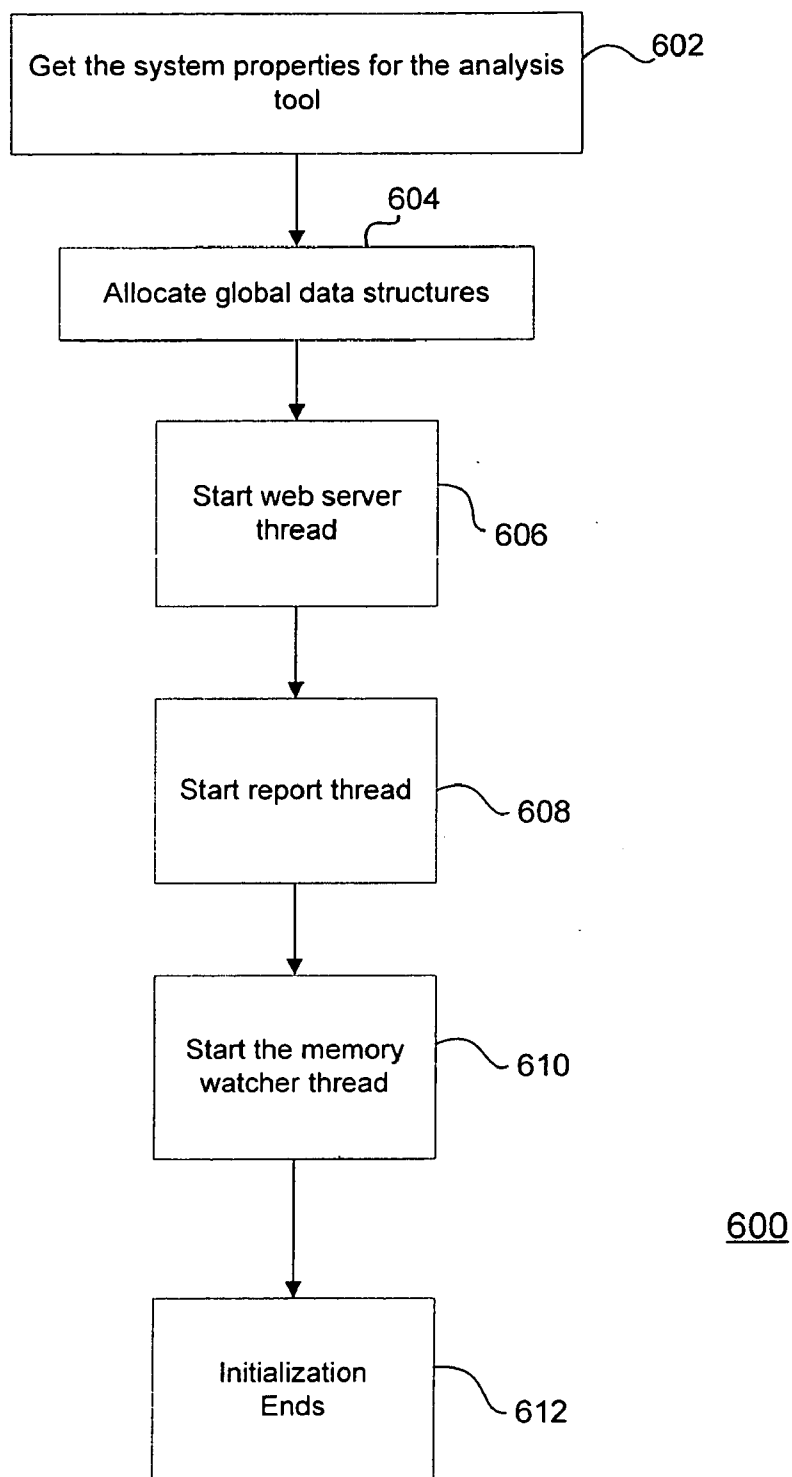 Get the system properties for the analysis
tool
602
604
Allocate global data structures
Start web server
thread
606
Start report thread
608
Start the memory
watcher thread
610
600
Initialization
Ends
612